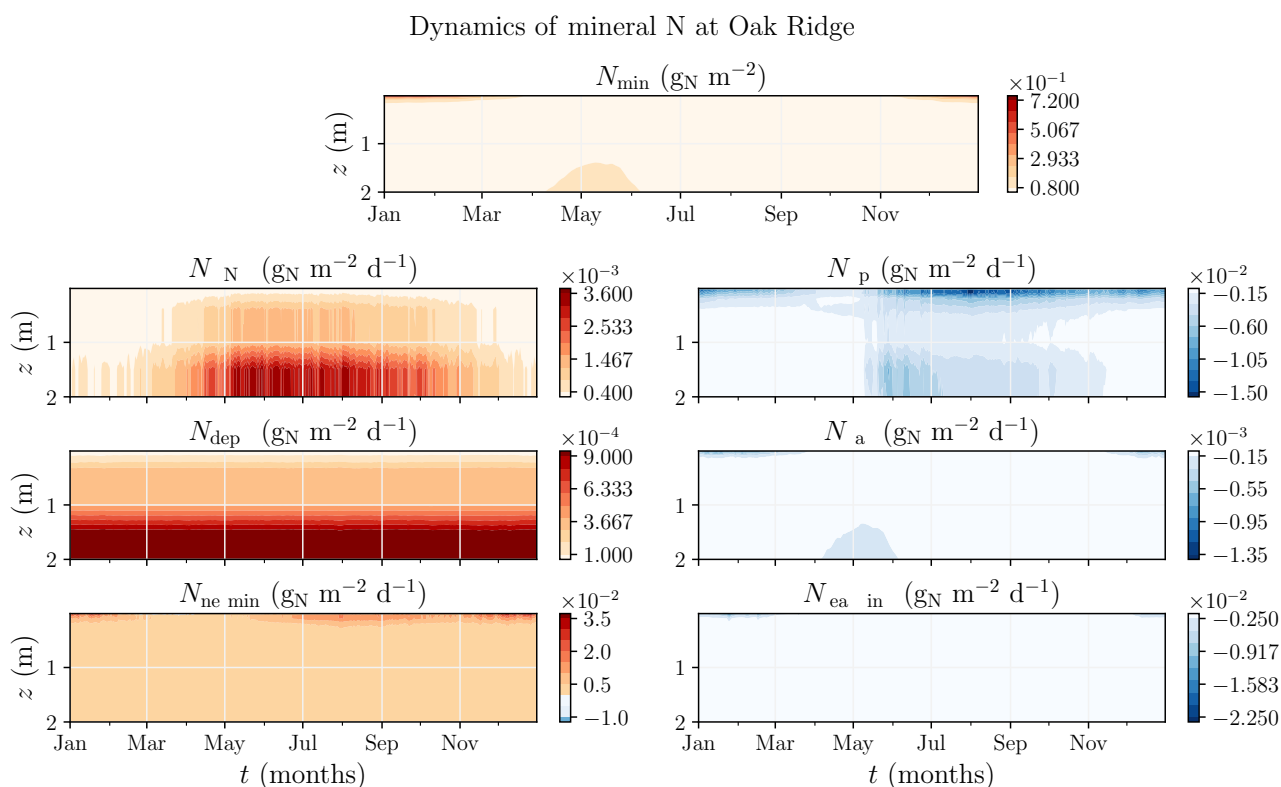 Dynamics of mineral N at Oak Ridge
N_min (g_N m^−2)
×10^−1
7.200
5.067
2.933
0.800
z (m)
1
2
Jan Mar May Jul Sep Nov
N_N (g_N m^−2 d^−1)
×10^−3
3.600
2.533
1.467
0.400
z (m)
1
2
N_p (g_N m^−2 d^−1)
×10^−2
−0.15
−0.60
−1.05
−1.50
N_dep (g_N m^−2 d^−1)
×10^−4
9.000
6.333
3.667
1.000
z (m)
1
2
N_a (g_N m^−2 d^−1)
×10^−3
−0.15
−0.55
−0.95
−1.35
N_ne min (g_N m^−2 d^−1)
×10^−2
3.5
2.0
0.5
−1.0
z (m)
1
2
Jan Mar May Jul Sep Nov
t (months)
N_ea in (g_N m^−2 d^−1)
×10^−2
−0.250
−0.917
−1.583
−2.250
Jan Mar May Jul Sep Nov
t (months)